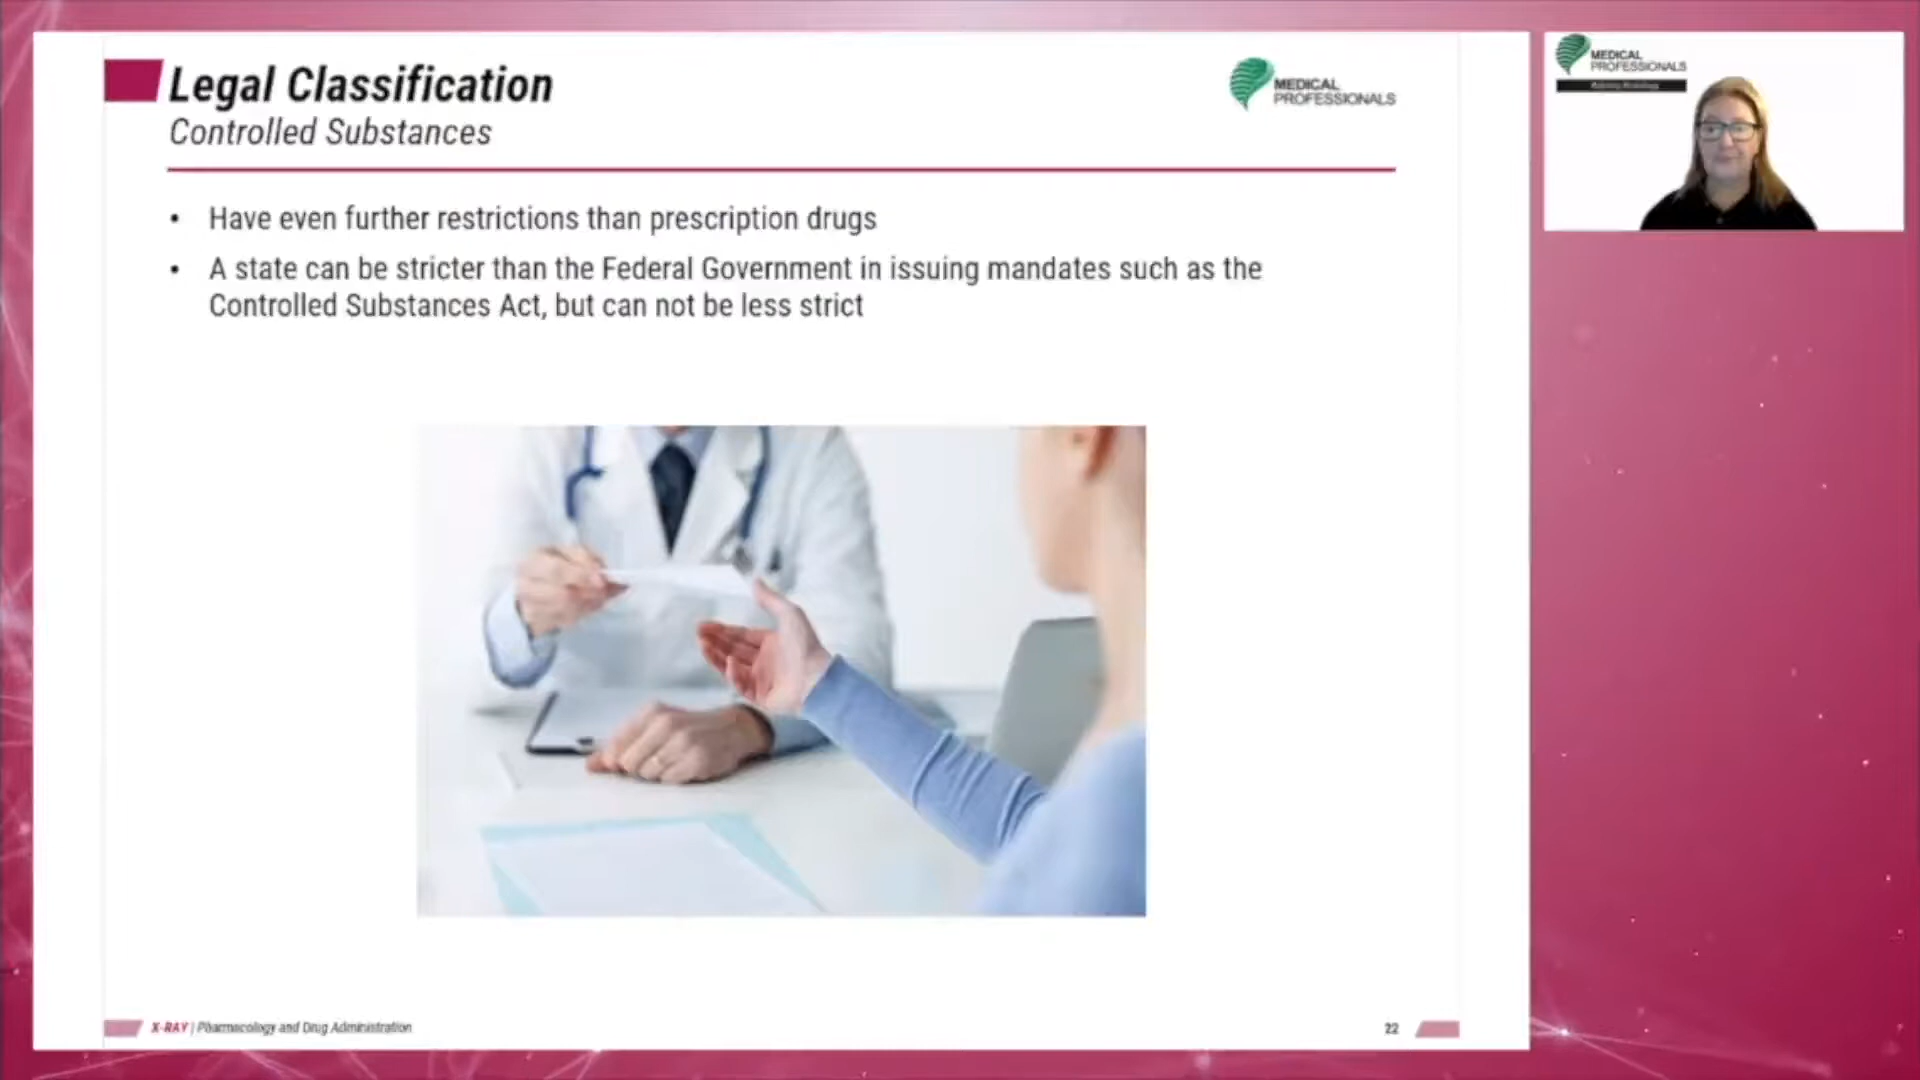 Legal Classification
Controlled Substances
MEDICAL
PROFESSIONALS
• Have even further restrictions than prescription drugs
• A state can be stricter than the Federal Government in issuing mandates such as the
Controlled Substances Act, but can not be less strict
X-RAY | Pharmacology and Drug Administration
22
MEDICAL
PROFESSIONALS